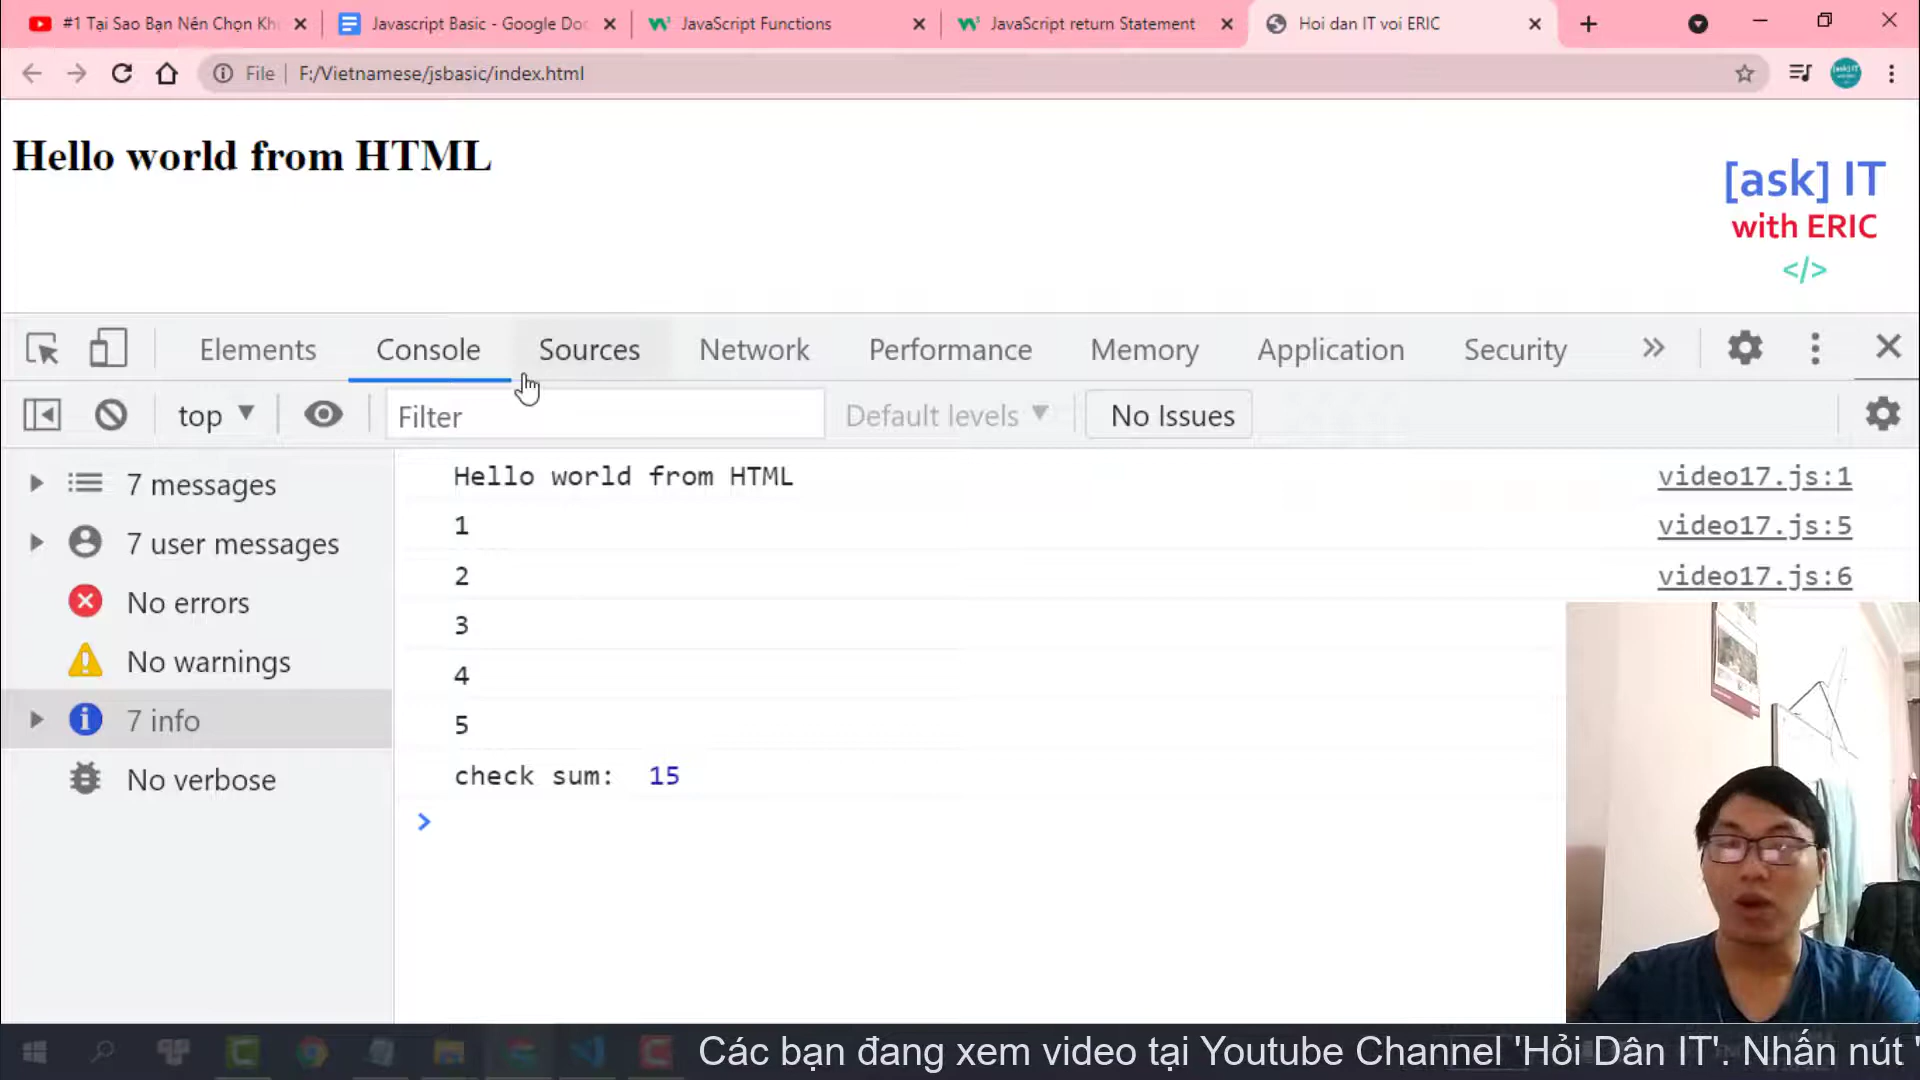 #1 Tại Sao Bạn Nên Chọn Kh
Javascript Basic - Google Doc
JavaScript Functions
JavaScript return Statement
Hoi dan IT voi ERIC
File
F:/Vietnamese/jsbasic/index.html
Hello world from HTML
[ask] IT
with ERIC
</>
Elements
Console
Sources
Network
Performance
Memory
Application
Security
top
Filter
Default levels
No Issues
7 messages
7 user messages
No errors
No warnings
7 info
No verbose
Hello world from HTML
video17.js:1
1
video17.js:5
2
video17.js:6
3
4
5
check sum: 15
Các bạn đang xem video tại Youtube Channel 'Hỏi Dân IT'. Nhấn nút '